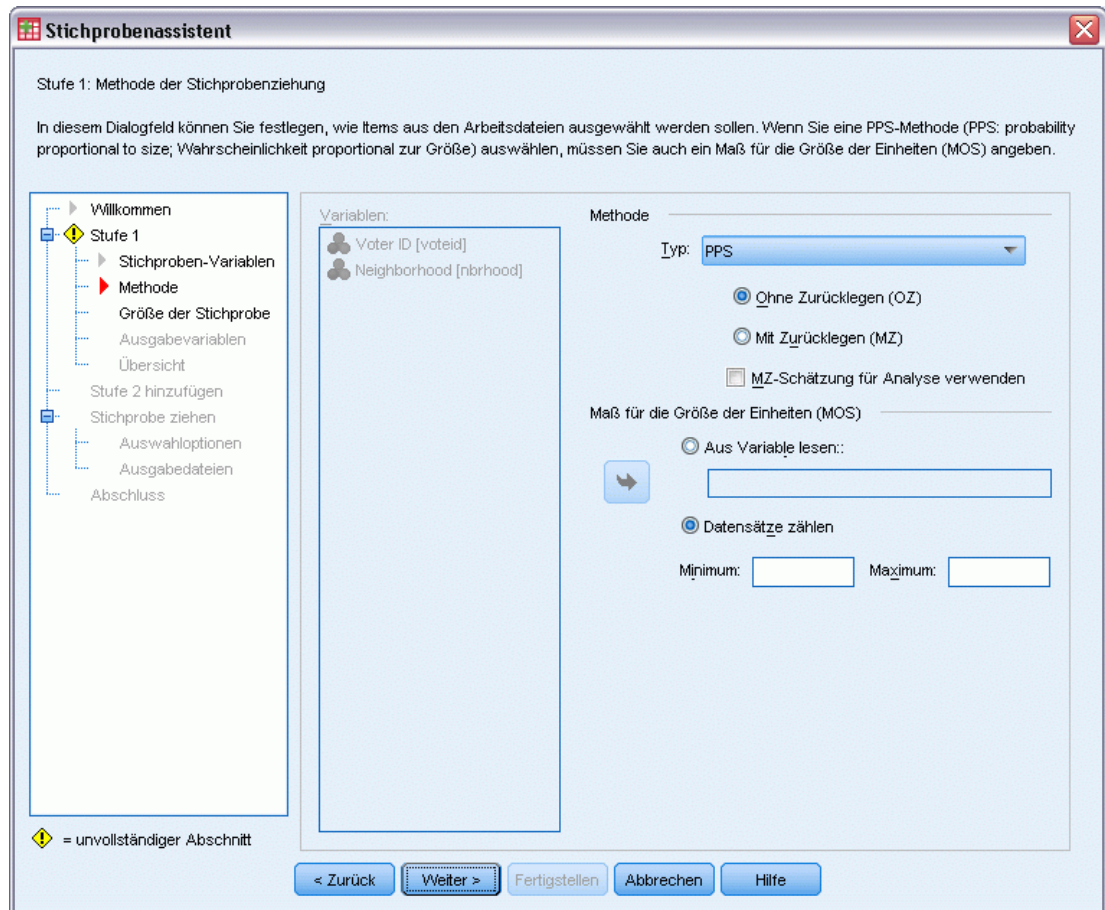 Stichprobenassistent
Stufe 1: Methode der Stichprobenziehung
In diesem Dialogfeld können Sie festlegen, wie Items aus den Arbeitsdateien ausgewählt werden sollen. Wenn Sie eine PPS-Methode (PPS: probability
proportional to size; Wahrscheinlichkeit proportional zur Größe) auswählen, müssen Sie auch ein Maß für die Größe der Einheiten (MOS) angeben.
Willkommen
Stufe 1
Stichproben-Variablen
Methode
Größe der Stichprobe
Ausgabevariablen
Übersicht
Stufe 2 hinzufügen
Stichprobe ziehen
Auswahloptionen
Ausgabedateien
Abschluss
= unvollständiger Abschnitt
Variablen:
Voter ID [voteid]
Neighborhood [nbrhood]
Methode
Typ: PPS
Ohne Zurücklegen (OZ)
Mit Zurücklegen (MZ)
MZ-Schätzung für Analyse verwenden
Maß für die Größe der Einheiten (MOS)
Aus Variable lesen::
Datensätze zählen
Minimum: Maximum:
< Zurück Weiter > Fertigstellen Abbrechen Hilfe